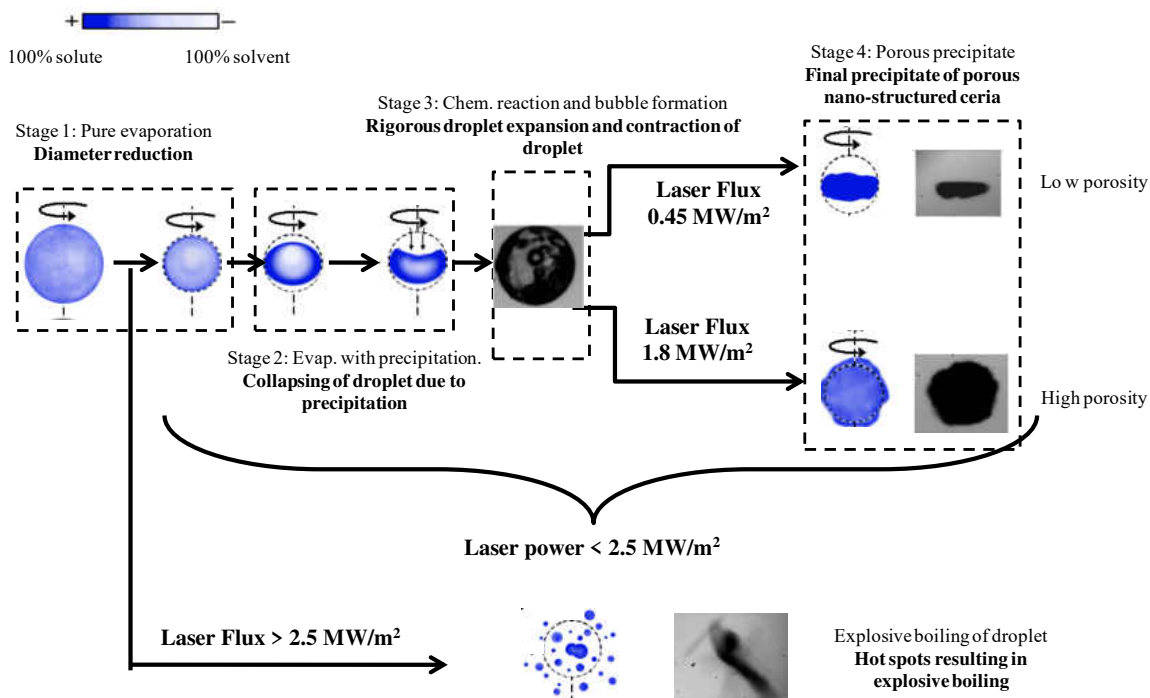 +
−
100% solute
100% solvent
Stage 1: Pure evaporation
Diameter reduction
Stage 2: Evap. with precipitation.
Collapsing of droplet due to
precipitation
Stage 3: Chem. reaction and bubble formation
Rigorous droplet expansion and contraction of
droplet
Stage 4: Porous precipitate
Final precipitate of porous
nano-structured ceria
Laser Flux
0.45 MW/m²
Lo w porosity
Laser Flux
1.8 MW/m²
High porosity
Laser power < 2.5 MW/m²
Laser Flux > 2.5 MW/m²
Explosive boiling of droplet
Hot spots resulting in
explosive boiling